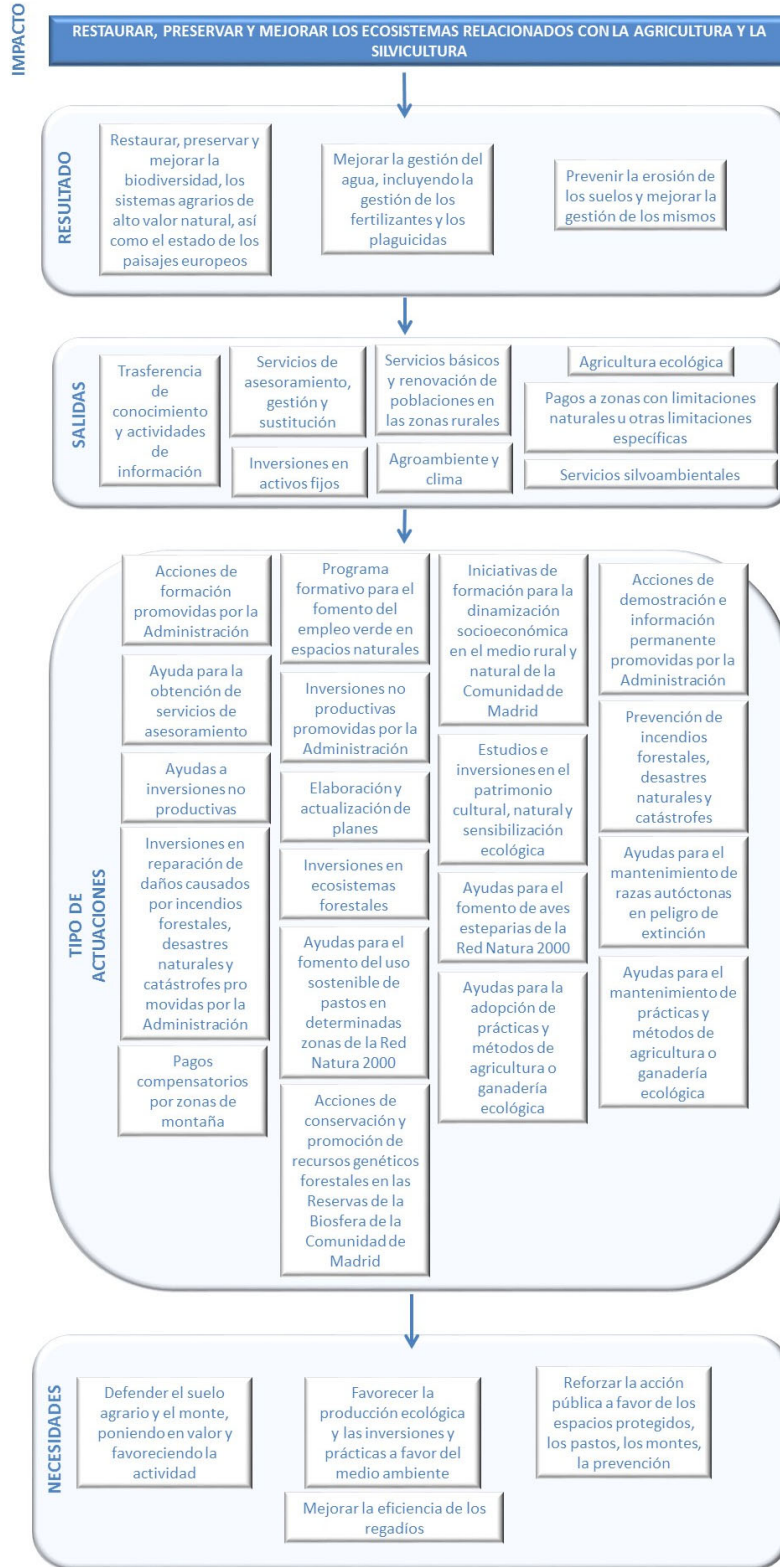 IMPACTO
RESTAURAR, PRESERVAR Y MEJORAR LOS ECOSISTEMAS RELACIONADOS CON LA AGRICULTURA Y LA
SILVICULTURA
RESULTADO
Restaurar, preservar y
mejorar la
biodiversidad, los
sistemas agrarios de
alto valor natural, así
como el estado de los
paisajes europeos
Mejorar la gestión del
agua, incluyendo la
gestión de los
fertilizantes y los
plaguicidas
Prevenir la erosión de
los suelos y mejorar la
gestión de los mismos
SALIDAS
Trasferencia
de
conocimiento
y actividades
de
información
Servicios de
asesoramiento,
gestión y
sustitución
Inversiones en
activos fijos
Servicios básicos
y renovación de
poblaciones en
las zonas rurales
Agroambiente y
clima
Agricultura ecológica
Pagos a zonas con limitaciones
naturales u otras limitaciones
específicas
Servicios silvoambientales
TIPO DE
ACTUACIONES
Acciones de
formación
promovidas por la
Administración
Ayuda para la
obtención de
servicios de
asesoramiento
Ayudas a
inversiones no
productivas
Inversiones en
reparación de
daños causados
por incendios
forestales,
desastres
naturales y
catástrofes pro
movidas por la
Administración
Pagos
compensatorios
por zonas de
montaña
Programa
formativo para el
fomento del
empleo verde en
espacios naturales
Inversiones no
productivas
promovidas por la
Administración
Elaboración y
actualización de
planes
Inversiones en
ecosistemas
forestales
Ayudas para el
fomento del uso
sostenible de
pastos en
determinadas
zonas de la Red
Natura 2000
Acciones de
conservación y
promoción de
recursos genéticos
forestales en las
Reservas de la
Biosfera de la
Comunidad de
Madrid
Iniciativas de
formación para la
dinamización
socioeconómica
en el medio rural y
natural de la
Comunidad de
Madrid
Estudios e
inversiones en el
patrimonio
cultural, natural y
sensibilización
ecológica
Ayudas para el
fomento de aves
esteparias de la
Red Natura 2000
Ayudas para la
adopción de
prácticas y
métodos de
agricultura o
ganadería
ecológica
Acciones de
demostración e
información
permanente
promovidas por la
Administración
Prevención de
incendios
forestales,
desastres
naturales y
catástrofes
Ayudas para el
mantenimiento de
razas autóctonas
en peligro de
extinción
Ayudas para el
mantenimiento de
prácticas y
métodos de
agricultura o
ganadería
ecológica
NECESIDADES
Defender el suelo
agrario y el monte,
poniendo en valor y
favoreciendo la
actividad
Favorecer la
producción ecológica
y las inversiones y
prácticas a favor del
medio ambiente
Mejorar la eficiencia de los
regadíos
Reforzar la acción
pública a favor de los
espacios protegidos,
los pastos, los montes,
la prevención